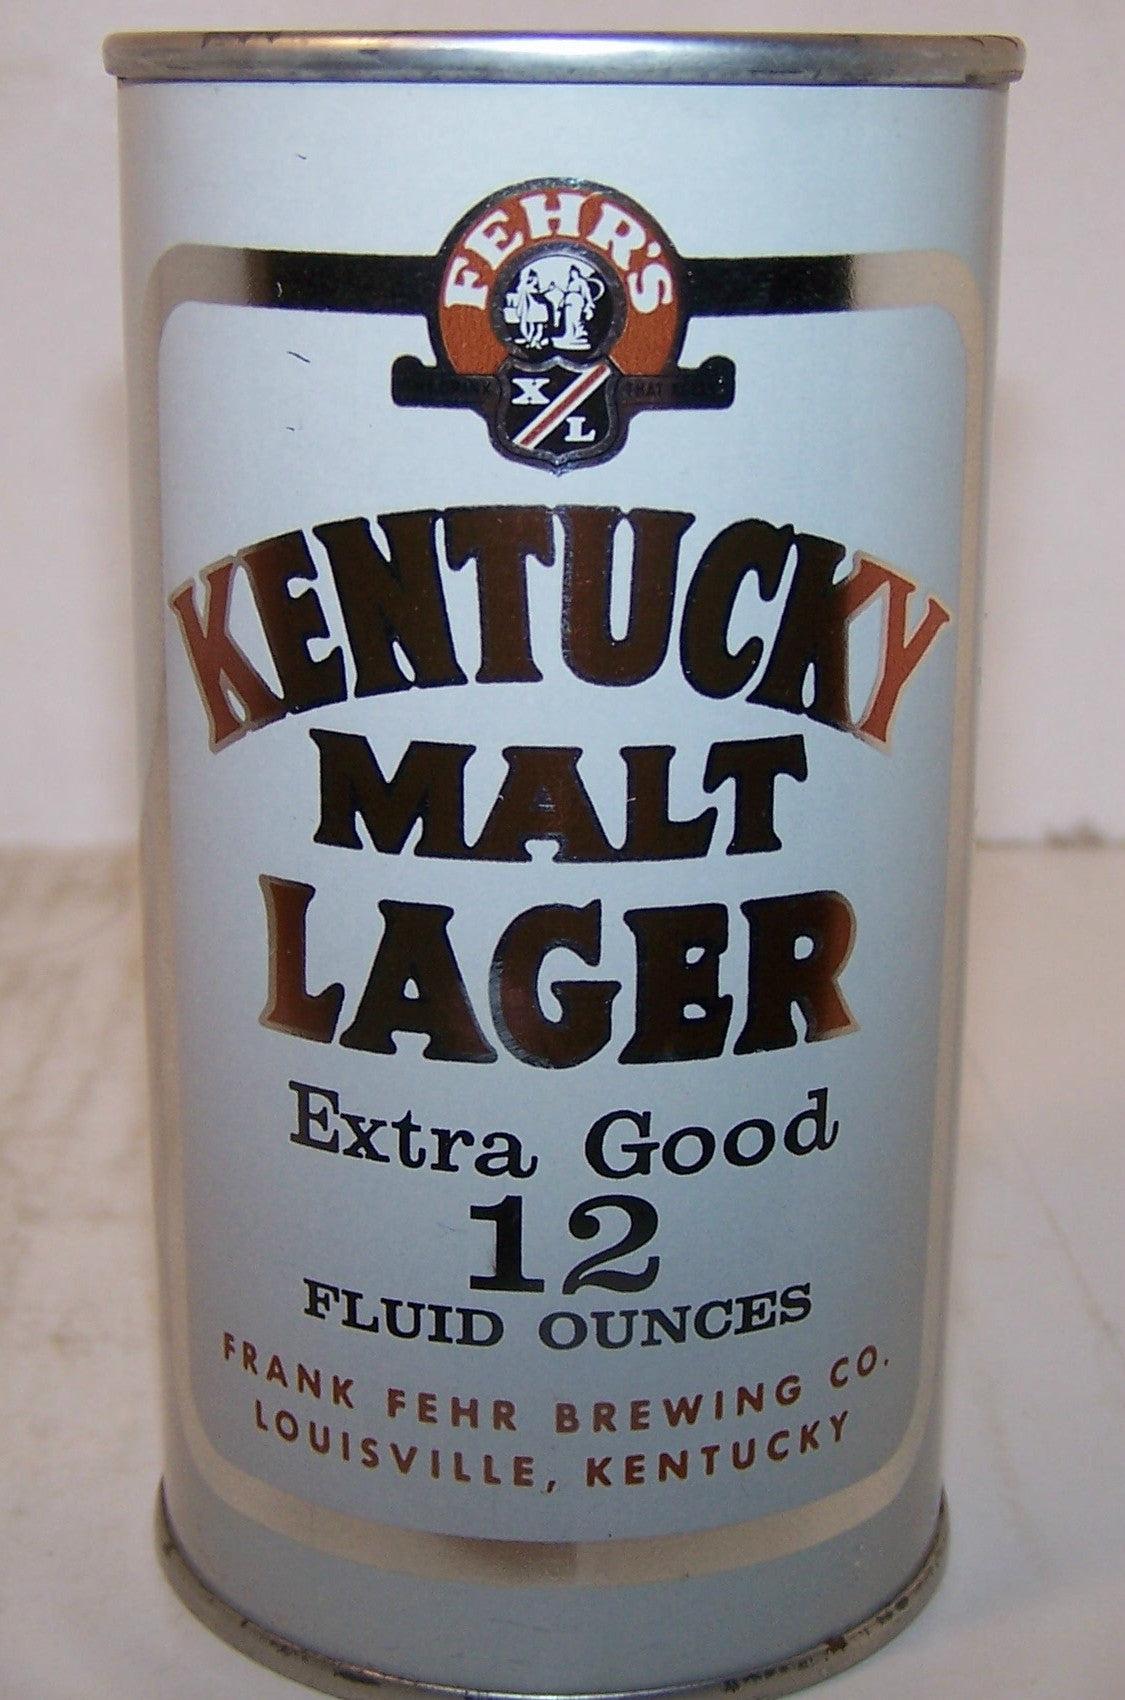 FEHR'S
X
L
KENTUCKY
MALT
LAGER
Extra Good
12
FLUID OUNCES
FRANK FEHR BREWING CO.
LOUISVILLE, KENTUCKY